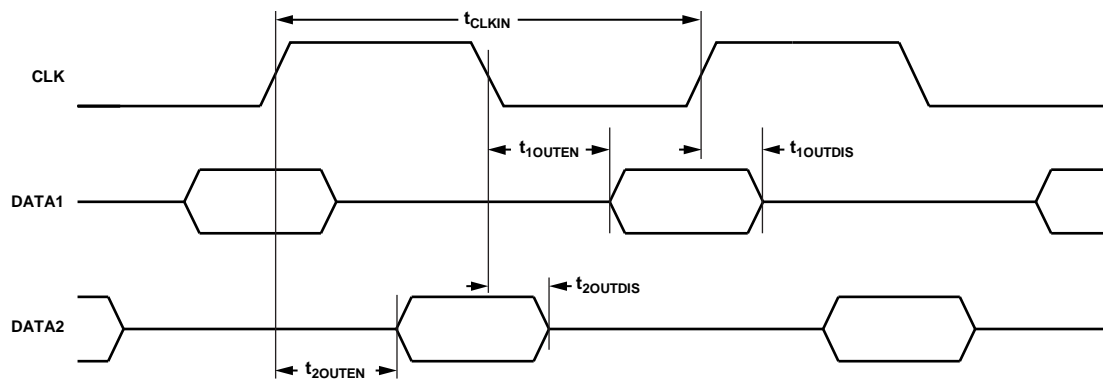 tCLKIN
CLK
t1OUTEN
t1OUTDIS
DATA1
t2OUTDIS
DATA2
t2OUTEN